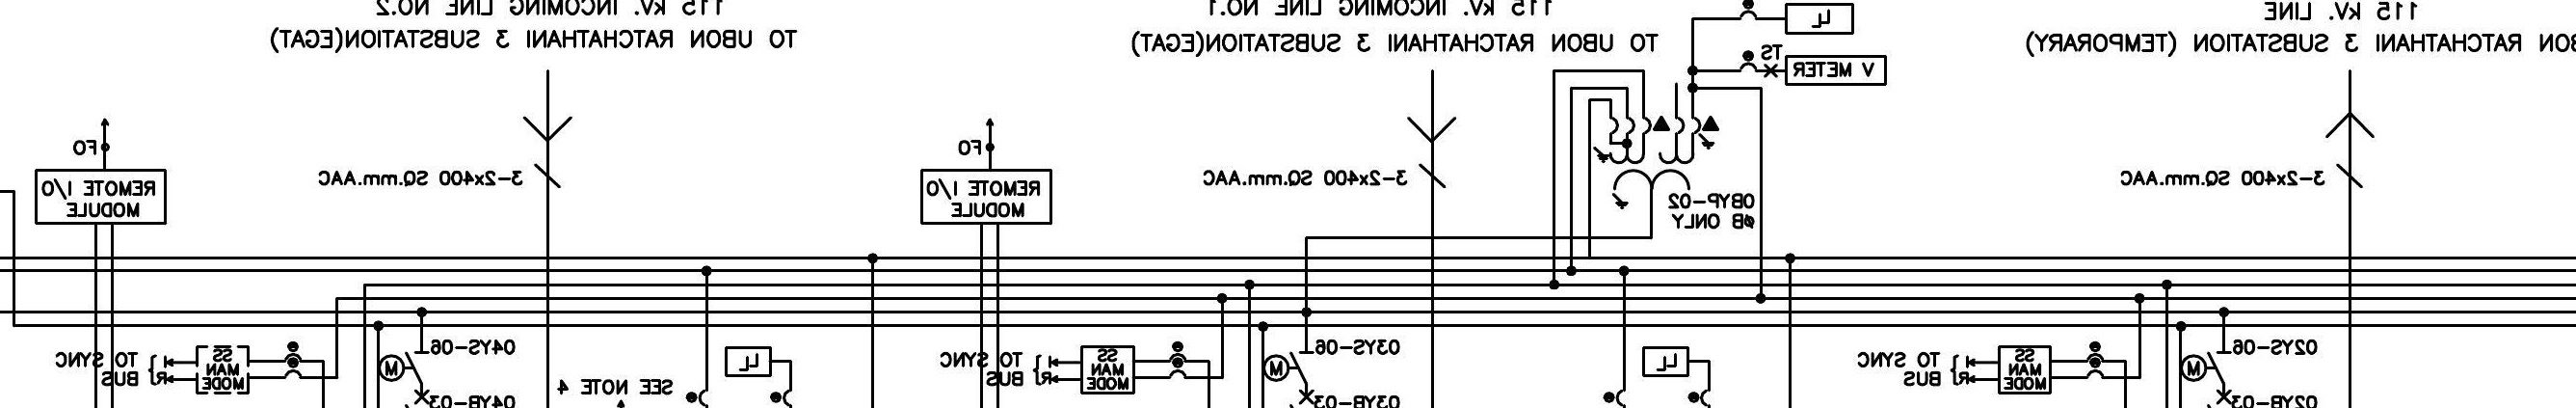 115 kV. INCOMING LINE NO.2
TO UBON RATCHATHANI 3 SUBSTATION(EGAT)
115 kV. INCOMING LINE NO.1
TO UBON RATCHATHANI 3 SUBSTATION(EGAT)
LL
TS
V METER
115 kV. LINE
BON RATCHATHANI 3 SUBSTATION (TEMPORARY)
FO
REMOTE I/O
MODULE
3-2x400 SQ.mm.AAC
FO
REMOTE I/O
MODULE
3-2x400 SQ.mm.AAC
0BYP-02
øB ONLY
3-2x400 SQ.mm.AAC
TO SYNC
BUS
I
R
SS
MAN
MODE
M
04YS-06
04YB-03
SEE NOTE 4
LL
TO SYNC
BUS
I
R
SS
MAN
MODE
M
03YS-06
03YB-03
LL
TO SYNC
BUS
I
R
SS
MAN
MODE
M
02YS-06
02YB-03